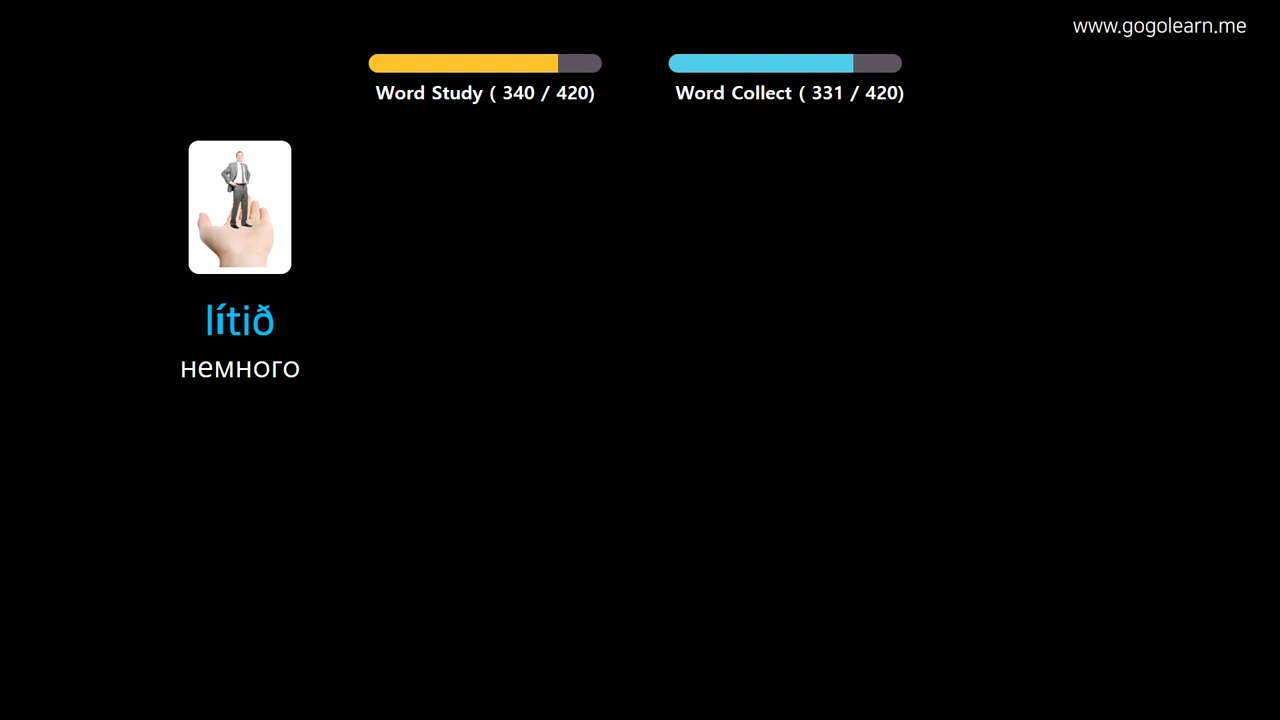 www.gogolearn.me
Word Study ( 340 / 420)
Word Collect ( 331 / 420)
lítið
немного